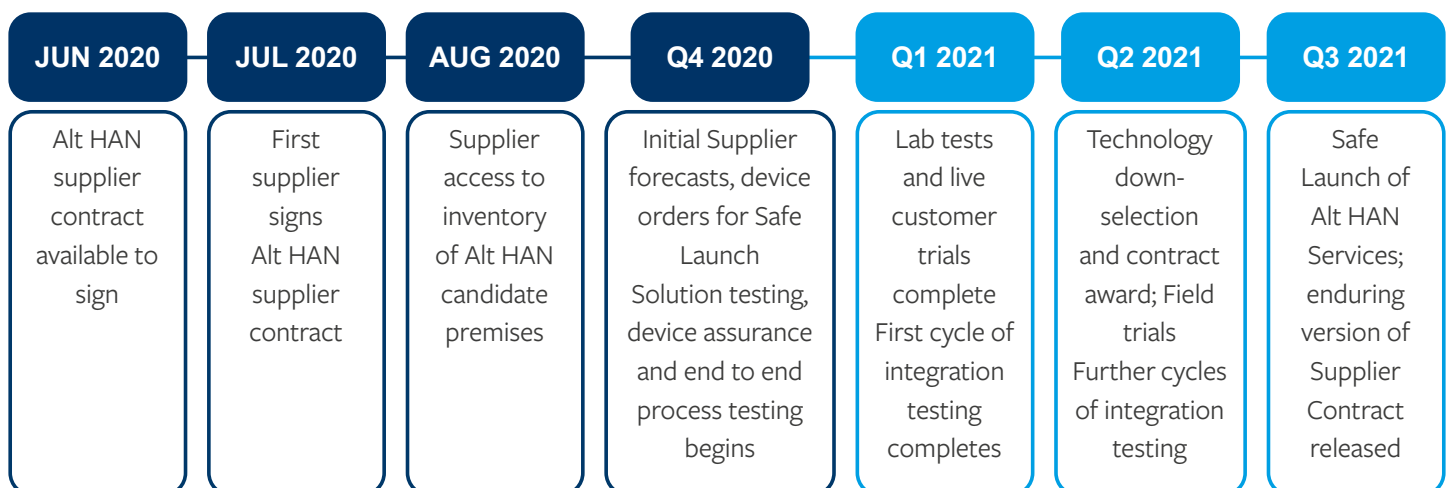 JUN 2020
JUL 2020
AUG 2020
Q4 2020
Q1 2021
Q2 2021
Q3 2021
Alt HAN
supplier
contract
available to
sign
First
supplier
signs
Alt HAN
supplier
contract
Supplier
access to
inventory
of Alt HAN
candidate
premises
Initial Supplier
forecasts, device
orders for Safe
Launch
Solution testing,
device assurance
and end to end
process testing
begins
Lab tests
and live
customer
trials
complete
First cycle of
integration
testing
completes
Technology
down-
selection
and contract
award; Field
trials
Further cycles
of integration
testing
Safe
Launch of
Alt HAN
Services;
enduring
version of
Supplier
Contract
released